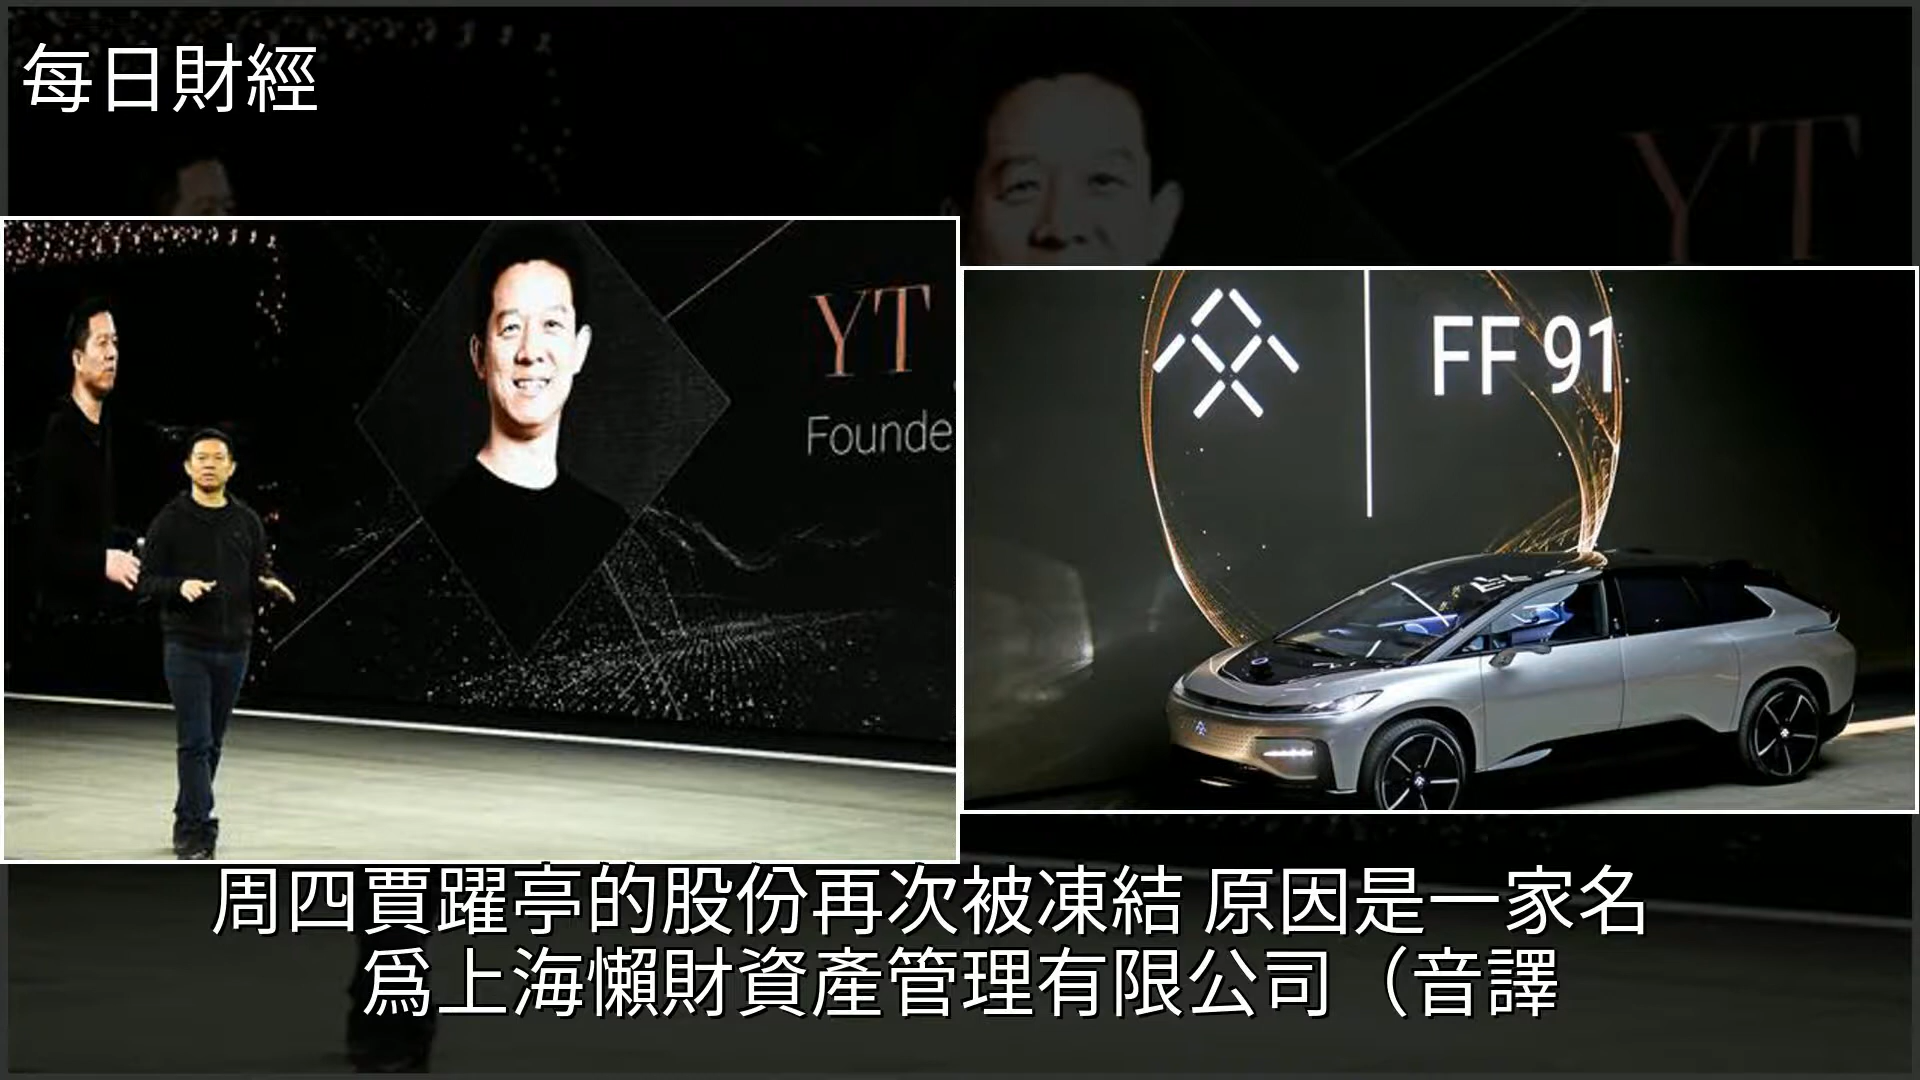 每日財經
YT
YT
Founde
FF 91
周四賈躍亭的股份再次被凍結 原因是一家名
爲上海懶財資產管理有限公司（音譯